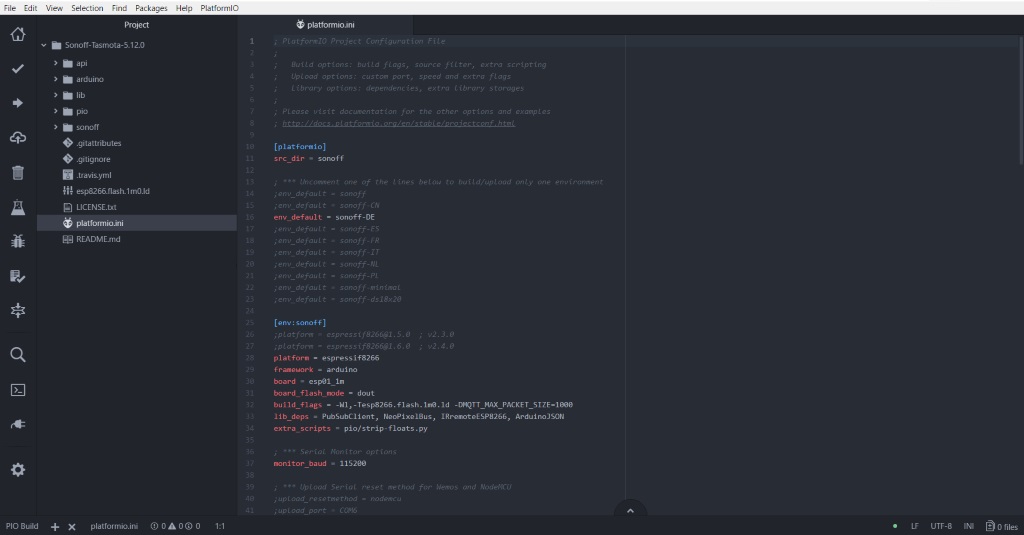 File Edit View Selection Find Packages Help PlatformIO
Project
Sonoff-Tasmota-5.12.0
api
arduino
lib
pio
sonoff
.gitattributes
.gitignore
.travis.yml
esp8266.flash.1m0.ld
LICENSE.txt
platformio.ini
README.md
platformio.ini
1 ; PlatformIO Project Configuration File
2 ;
3 ;   Build options: build flags, source filter, extra scripting
4 ;   Upload options: custom port, speed and extra flags
5 ;   Library options: dependencies, extra library storages
6 ;
7 ; Please visit documentation for the other options and examples
8 ; http://docs.platformio.org/en/stable/projectconf.html
9
10 [platformio]
11 src_dir = sonoff
12
13 ; *** Uncomment one of the lines below to build/upload only one environment
14 ;env_default = sonoff
15 ;env_default = sonoff-CN
16 env_default = sonoff-DE
17 ;env_default = sonoff-ES
18 ;env_default = sonoff-FR
19 ;env_default = sonoff-IT
20 ;env_default = sonoff-NL
21 ;env_default = sonoff-PL
22 ;env_default = sonoff-minimal
23 ;env_default = sonoff-ds18x20
24
25 [env:sonoff]
26 ;platform = espressif8266@1.5.0  ; v2.3.0
27 ;platform = espressif8266@1.6.0  ; v2.4.0
28 platform = espressif8266
29 framework = arduino
30 board = esp01_1m
31 board_flash_mode = dout
32 build_flags = -Wl,-Tesp8266.flash.1m0.ld -DMQTT_MAX_PACKET_SIZE=1000
33 lib_deps = PubSubClient, NeoPixelBus, IRremoteESP8266, ArduinoJSON
34 extra_scripts = pio/strip-floats.py
35
36 ; *** Serial Monitor options
37 monitor_baud = 115200
38
39 ; *** Upload Serial reset method for Wemos and NodeMCU
40 ;upload_resetmethod = nodemcu
41 ;upload_port = COM6
PIO Build platformio.ini 0 0 0 1:1 LF UTF-8 INI 0 files